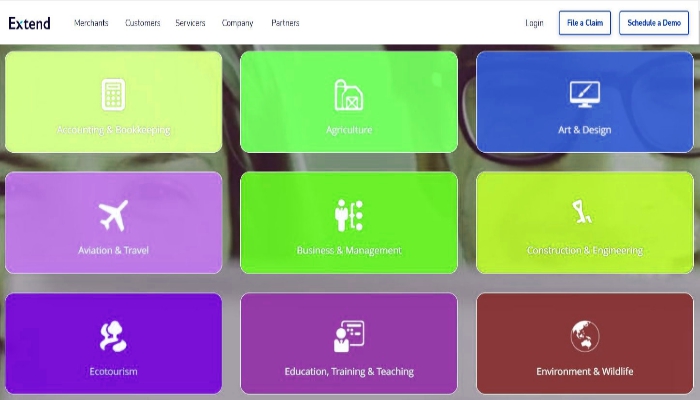 Extend
Merchants Customers Servicers Company Partners
Login File a Claim Schedule a Demo
Accounting & Bookkeeping
Agriculture
Art & Design
Aviation & Travel
Business & Management
Construction & Engineering
Ecotourism
Education, Training & Teaching
Environment & Wildlife